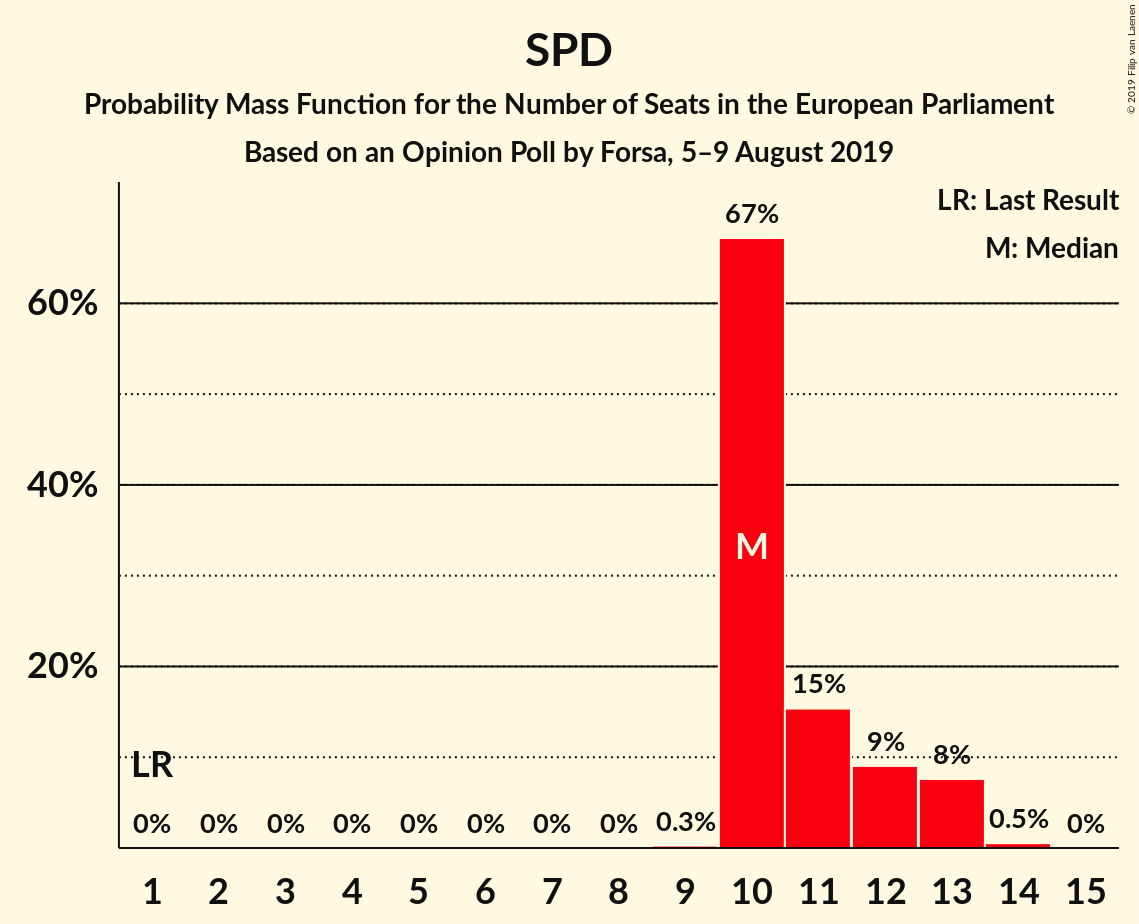 SPD
Probability Mass Function for the Number of Seats in the European Parliament
Based on an Opinion Poll by Forsa, 5–9 August 2019
© 2019 Filip van Laenen
LR: Last Result
M: Median
67%
60%
40%
M
20%
15%
9%
8%
LR
0% 0% 0% 0% 0% 0% 0% 0% 0.3% 0.5% 0%
1 2 3 4 5 6 7 8 9 10 11 12 13 14 15